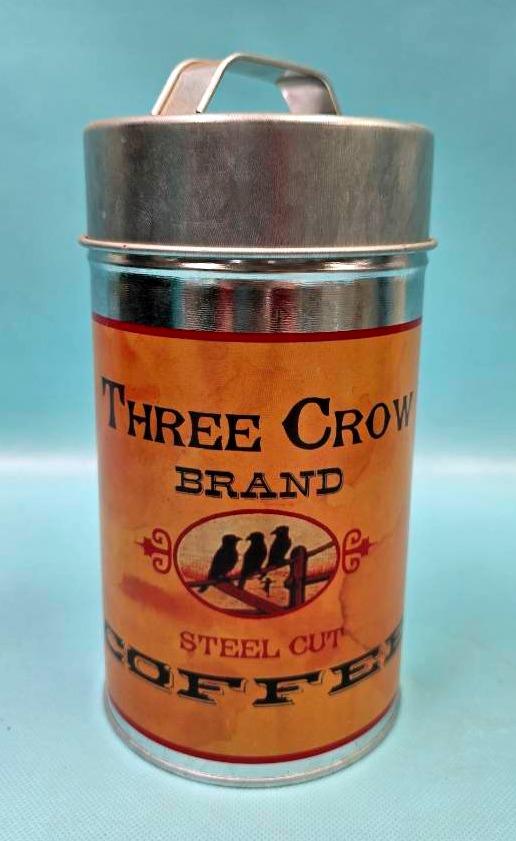 THREE CROW
BRAND
STEEL CUT
COFFEE